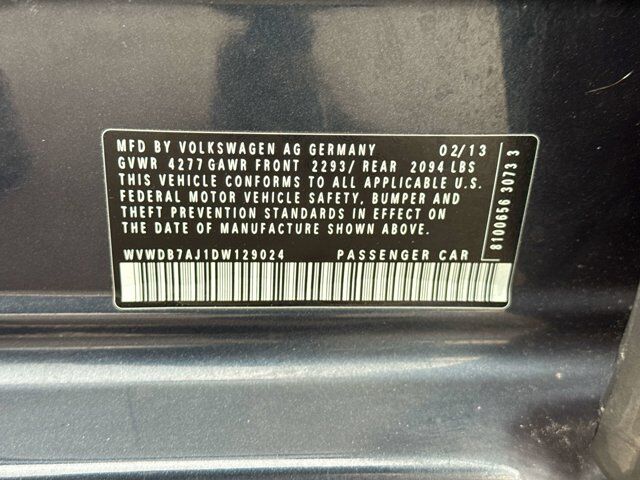 MFD BY VOLKSWAGEN AG GERMANY 02/13
GVWR 4277 GAWR FRONT 2293/ REAR 2094 LBS
THIS VEHICLE CONFORMS TO ALL APPLICABLE U.S.
FEDERAL MOTOR VEHICLE SAFETY, BUMPER AND
THEFT PREVENTION STANDARDS IN EFFECT ON
THE DATE OF MANUFACTURE SHOWN ABOVE.
WVWDB7AJ1DW129024 PASSENGER CAR
8100656 3073 3